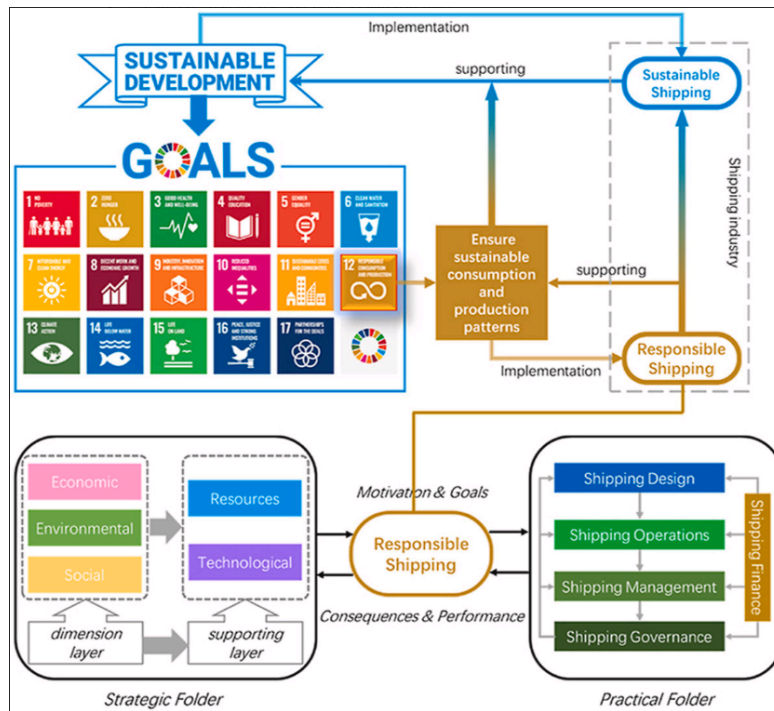 Implementation
SUSTAINABLE
DEVELOPMENT
supporting
Sustainable
Shipping
GOALS
1 NO
POVERTY
2 ZERO
HUNGER
3 GOOD HEALTH
AND WELL-BEING
4 QUALITY
EDUCATION
5 GENDER
EQUALITY
6 CLEAN WATER
AND SANITATION
7 AFFORDABLE AND
CLEAN ENERGY
8 DECENT WORK AND
ECONOMIC GROWTH
9 INDUSTRY, INNOVATION
AND INFRASTRUCTURE
10 REDUCED
INEQUALITIES
11 SUSTAINABLE CITIES
AND COMMUNITIES
12 RESPONSIBLE
CONSUMPTION
AND PRODUCTION
13 CLIMATE
ACTION
14 LIFE
BELOW WATER
15 LIFE
ON LAND
16 PEACE, JUSTICE
AND STRONG
INSTITUTIONS
17 PARTNERSHIPS
FOR THE GOALS
Ensure
sustainable
consumption
and
production
patterns
supporting
Shipping industry
Implementation
Responsible
Shipping
Economic
Environmental
Social
Resources
Technological
dimension
layer
supporting
layer
Strategic Folder
Motivation & Goals
Responsible
Shipping
Consequences & Performance
Shipping Design
Shipping Operations
Shipping Management
Shipping Governance
Shipping Finance
Practical Folder